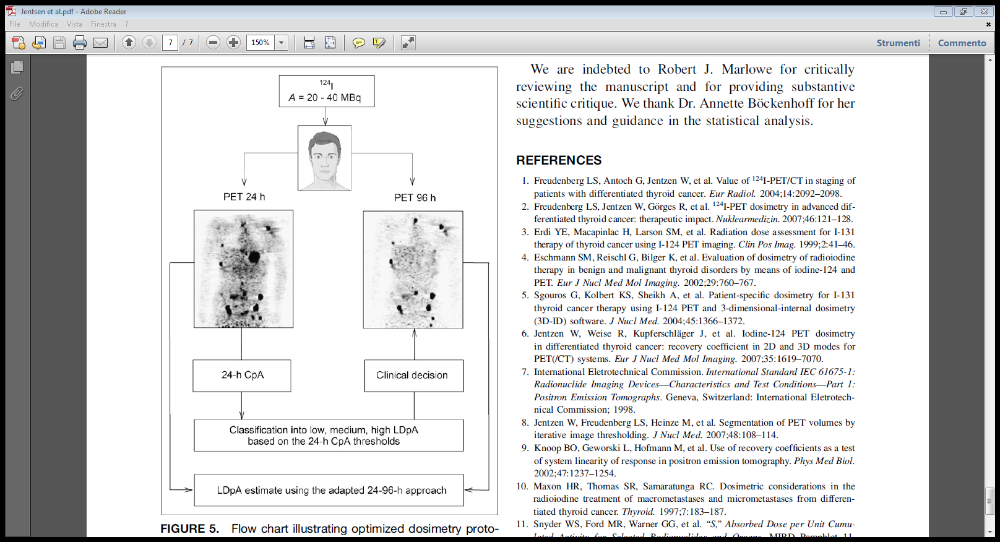 Jentsen et al.pdf - Adobe Reader
File Modifica Vista Finestra ?
7 / 7 150% Strumenti Commento
124I
A = 20 - 40 MBq
PET 24 h
PET 96 h
24-h CpA
Clinical decision
Classification into low, medium, high LDpA
based on the 24-h CpA thresholds
LDpA estimate using the adapted 24-96-h approach
FIGURE 5. Flow chart illustrating optimized dosimetry proto-
We are indebted to Robert J. Marlowe for critically
reviewing the manuscript and for providing substantive
scientific critique. We thank Dr. Annette Böckenhoff for her
suggestions and guidance in the statistical analysis.
REFERENCES
1. Freudenberg LS, Antoch G, Jentzen W, et al. Value of 124I-PET/CT in staging of
patients with differentiated thyroid cancer. Eur Radiol. 2004;14:2092–2098.
2. Freudenberg LS, Jentzen W, Görges R, et al. 124I-PET dosimetry in advanced dif-
ferentiated thyroid cancer: therapeutic impact. Nuklearmedizin. 2007;46:121–128.
3. Erdi YE, Macapinlac H, Larson SM, et al. Radiation dose assessment for I-131
therapy of thyroid cancer using I-124 PET imaging. Clin Pos Imag. 1999;2:41–46.
4. Eschmann SM, Reischl G, Bilger K, et al. Evaluation of dosimetry of radioiodine
therapy in benign and malignant thyroid disorders by means of iodine-124 and
PET. Eur J Nucl Med Mol Imaging. 2002;29:760–767.
5. Sgouros G, Kolbert KS, Sheikh A, et al. Patient-specific dosimetry for I-131
thyroid cancer therapy using I-124 PET and 3-dimensional-internal dosimetry
(3D-ID) software. J Nucl Med. 2004;45:1366–1372.
6. Jentzen W, Weise R, Kupferschläger J, et al. Iodine-124 PET dosimetry
in differentiated thyroid cancer: recovery coefficient in 2D and 3D modes for
PET(/CT) systems. Eur J Nucl Med Mol Imaging. 2007;35:1619–7070.
7. International Eletrotechnical Commission. International Standard IEC 61675-1:
Radionuclide Imaging Devices—Characteristics and Test Conditions—Part 1:
Positron Emission Tomographs. Geneva, Switzerland: International Eletrotech-
nical Commission; 1998.
8. Jentzen W, Freudenberg LS, Heinze M, et al. Segmentation of PET volumes by
iterative image thresholding. J Nucl Med. 2007;48:108–114.
9. Knoop BO, Geworski L, Hofmann M, et al. Use of recovery coefficients as a test
of system linearity of response in positron emission tomography. Phys Med Biol.
2002;47:1237–1254.
10. Maxon HR, Thomas SR, Samaratunga RC. Dosimetric considerations in the
radioiodine treatment of macrometastases and micrometastases from differen-
tiated thyroid cancer. Thyroid. 1997;7:183–187.
11. Snyder WS, Ford MR, Warner GG, et al. “S,” Absorbed Dose per Unit Cumu-
lated Activity for Selected Radionuclides and Organs. MIRD Pamphlet 11.